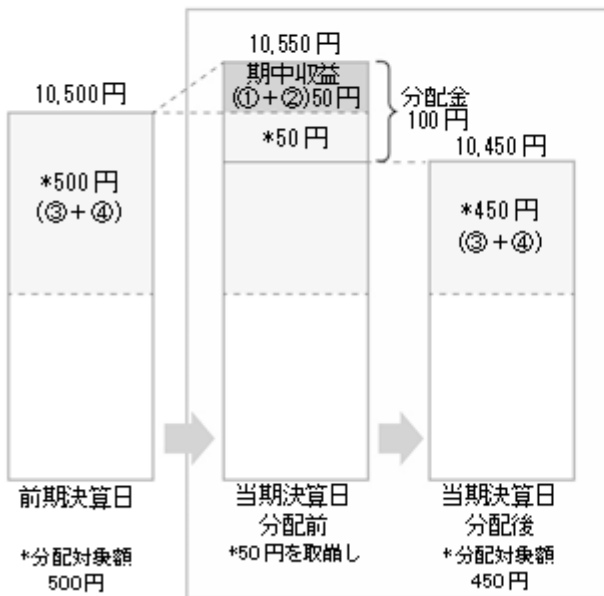 10,500円
*500円
(③+④)
前期決算日
*分配対象額
500円
10,550円
期中収益
(①+②)50円
*50円
分配金
100円
当期決算日
分配前
*50円を取崩し
10,450円
*450円
(③+④)
当期決算日
分配後
*分配対象額
450円